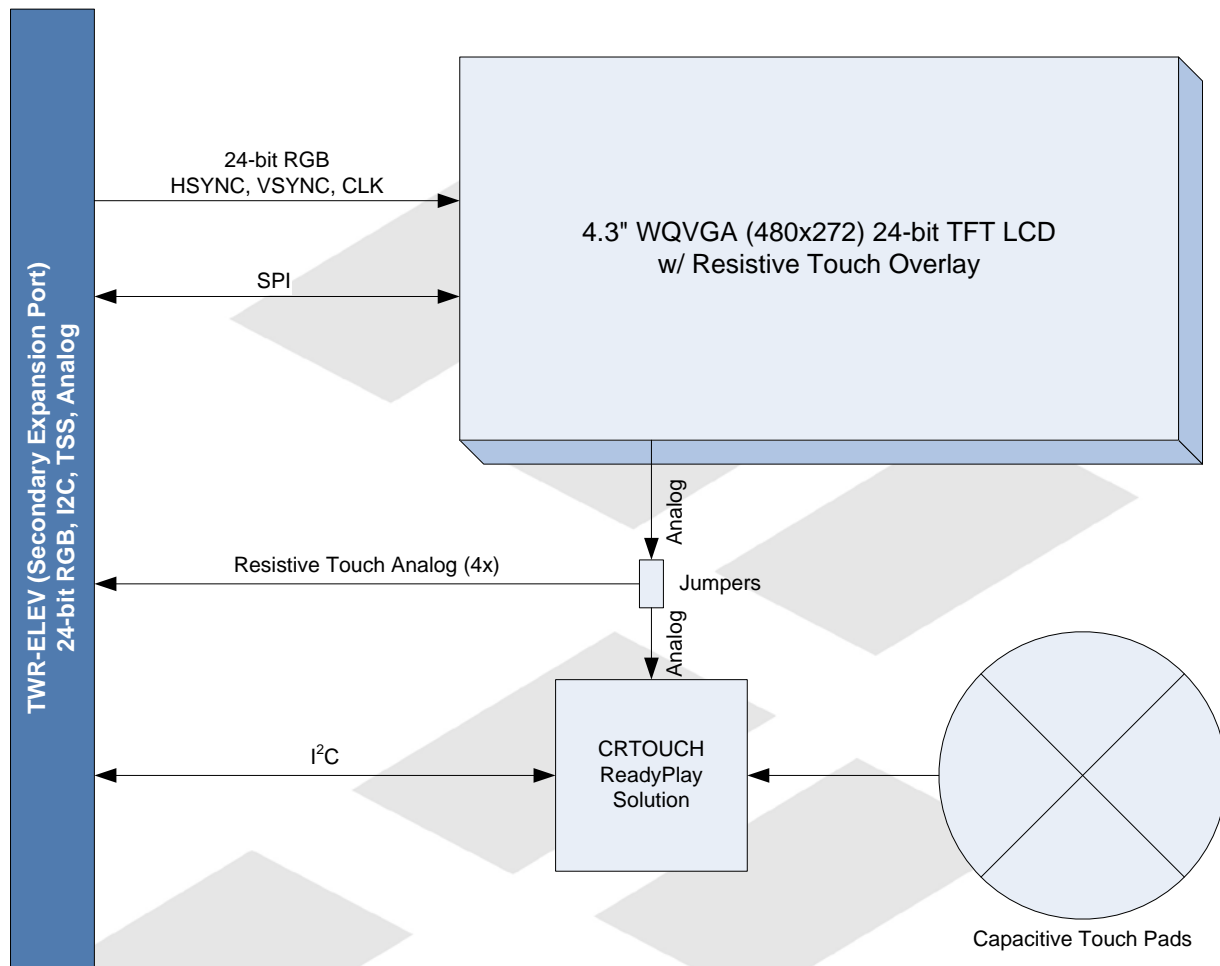 TWR-ELEV (Secondary Expansion Port)
24-bit RGB, I2C, TSS, Analog
24-bit RGB
HSYNC, VSYNC, CLK
SPI
4.3" WQVGA (480x272) 24-bit TFT LCD
w/ Resistive Touch Overlay
Analog
Resistive Touch Analog (4x)
Jumpers
Analog
I²C
CRTOUCH
ReadyPlay
Solution
Capacitive Touch Pads